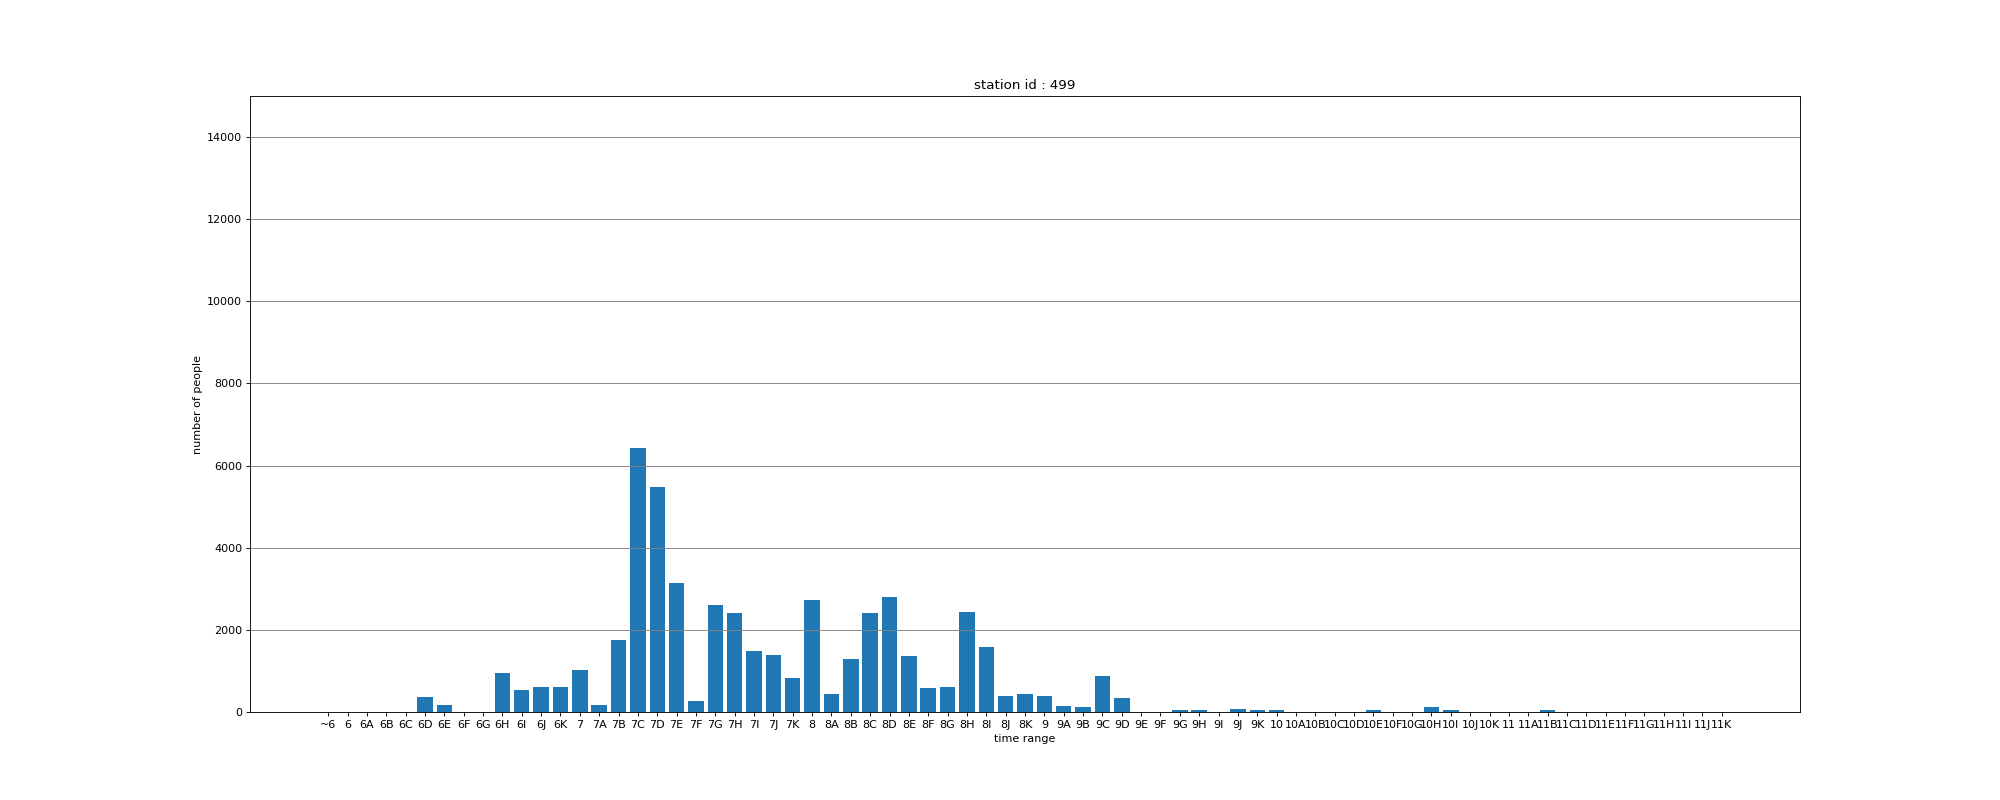 station id : 499
14000
12000
10000
8000
6000
4000
2000
0
number of people
~6 6 6A 6B 6C 6D 6E 6F 6G 6H 6I 6J 6K 7 7A 7B 7C 7D 7E 7F 7G 7H 7I 7J 7K 8 8A 8B 8C 8D 8E 8F 8G 8H 8I 8J 8K 9 9A 9B 9C 9D 9E 9F 9G 9H 9I 9J 9K 10 10A 10B 10C 10D 10E 10F 10G 10H 10I 10J 10K 11 11A 11B 11C 11D 11E 11F 11G 11H 11I 11J 11K
time range